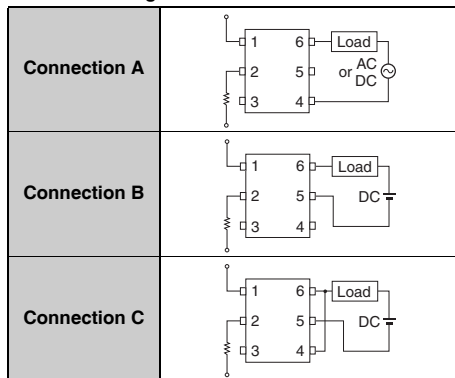 Connection A
1 6 Load
2 5 or AC
DC
3 4
Connection B
1 6 Load
2 5 DC
3 4
Connection C
1 6 Load
2 5 DC
3 4